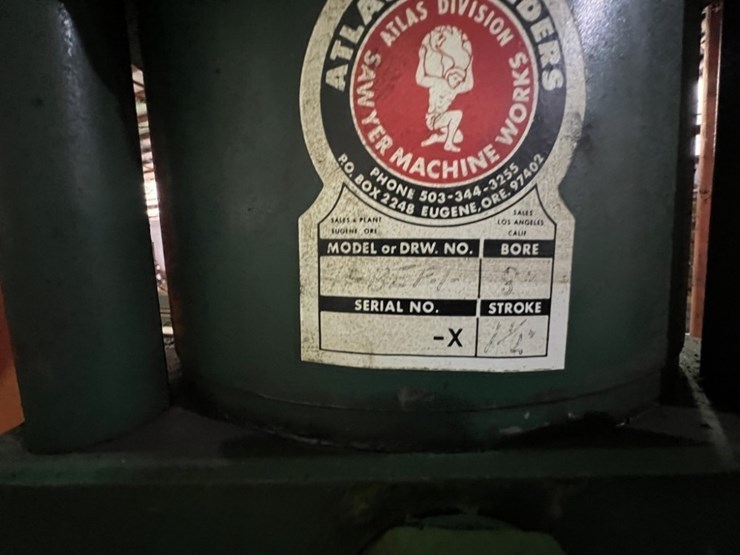 ATLAS DIVISION
SAWYER MACHINE WORKS
PHONE 503-344-3255
P.O. BOX 2248 EUGENE, ORE. 97402
SALES & PLANT
EUGENE, ORE.
SALES
LOS ANGELES
CALIF
MODEL or DRW. NO.
BORE
8"
SERIAL NO.
STROKE
-X